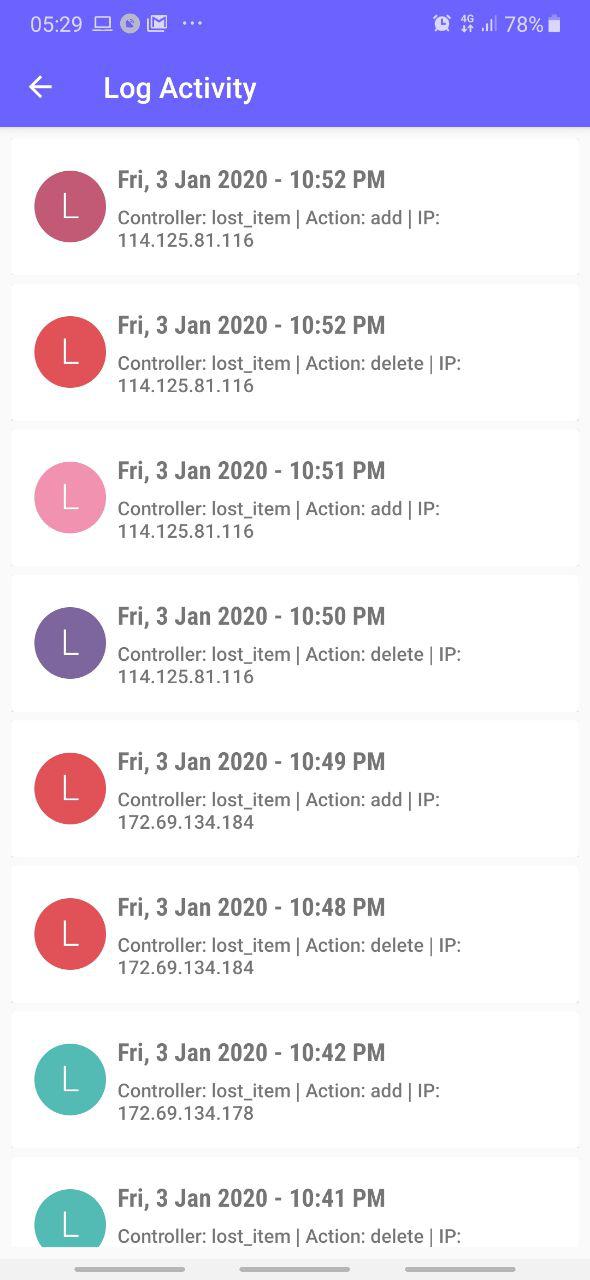 05:29 4G 78%
Log Activity
L
Fri, 3 Jan 2020 - 10:52 PM
Controller: lost_item | Action: add | IP:
114.125.81.116
L
Fri, 3 Jan 2020 - 10:52 PM
Controller: lost_item | Action: delete | IP:
114.125.81.116
L
Fri, 3 Jan 2020 - 10:51 PM
Controller: lost_item | Action: add | IP:
114.125.81.116
L
Fri, 3 Jan 2020 - 10:50 PM
Controller: lost_item | Action: delete | IP:
114.125.81.116
L
Fri, 3 Jan 2020 - 10:49 PM
Controller: lost_item | Action: add | IP:
172.69.134.184
L
Fri, 3 Jan 2020 - 10:48 PM
Controller: lost_item | Action: delete | IP:
172.69.134.184
L
Fri, 3 Jan 2020 - 10:42 PM
Controller: lost_item | Action: add | IP:
172.69.134.178
L
Fri, 3 Jan 2020 - 10:41 PM
Controller: lost_item | Action: delete | IP: